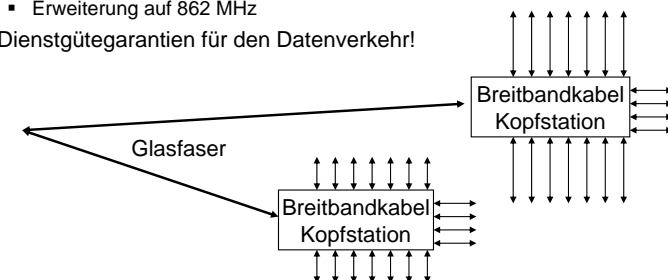 ▪ Erweiterung auf 862 MHz
Dienstgütegarantien für den Datenverkehr!
Breitbandkabel
Kopfstation
Glasfaser
Breitbandkabel
Kopfstation